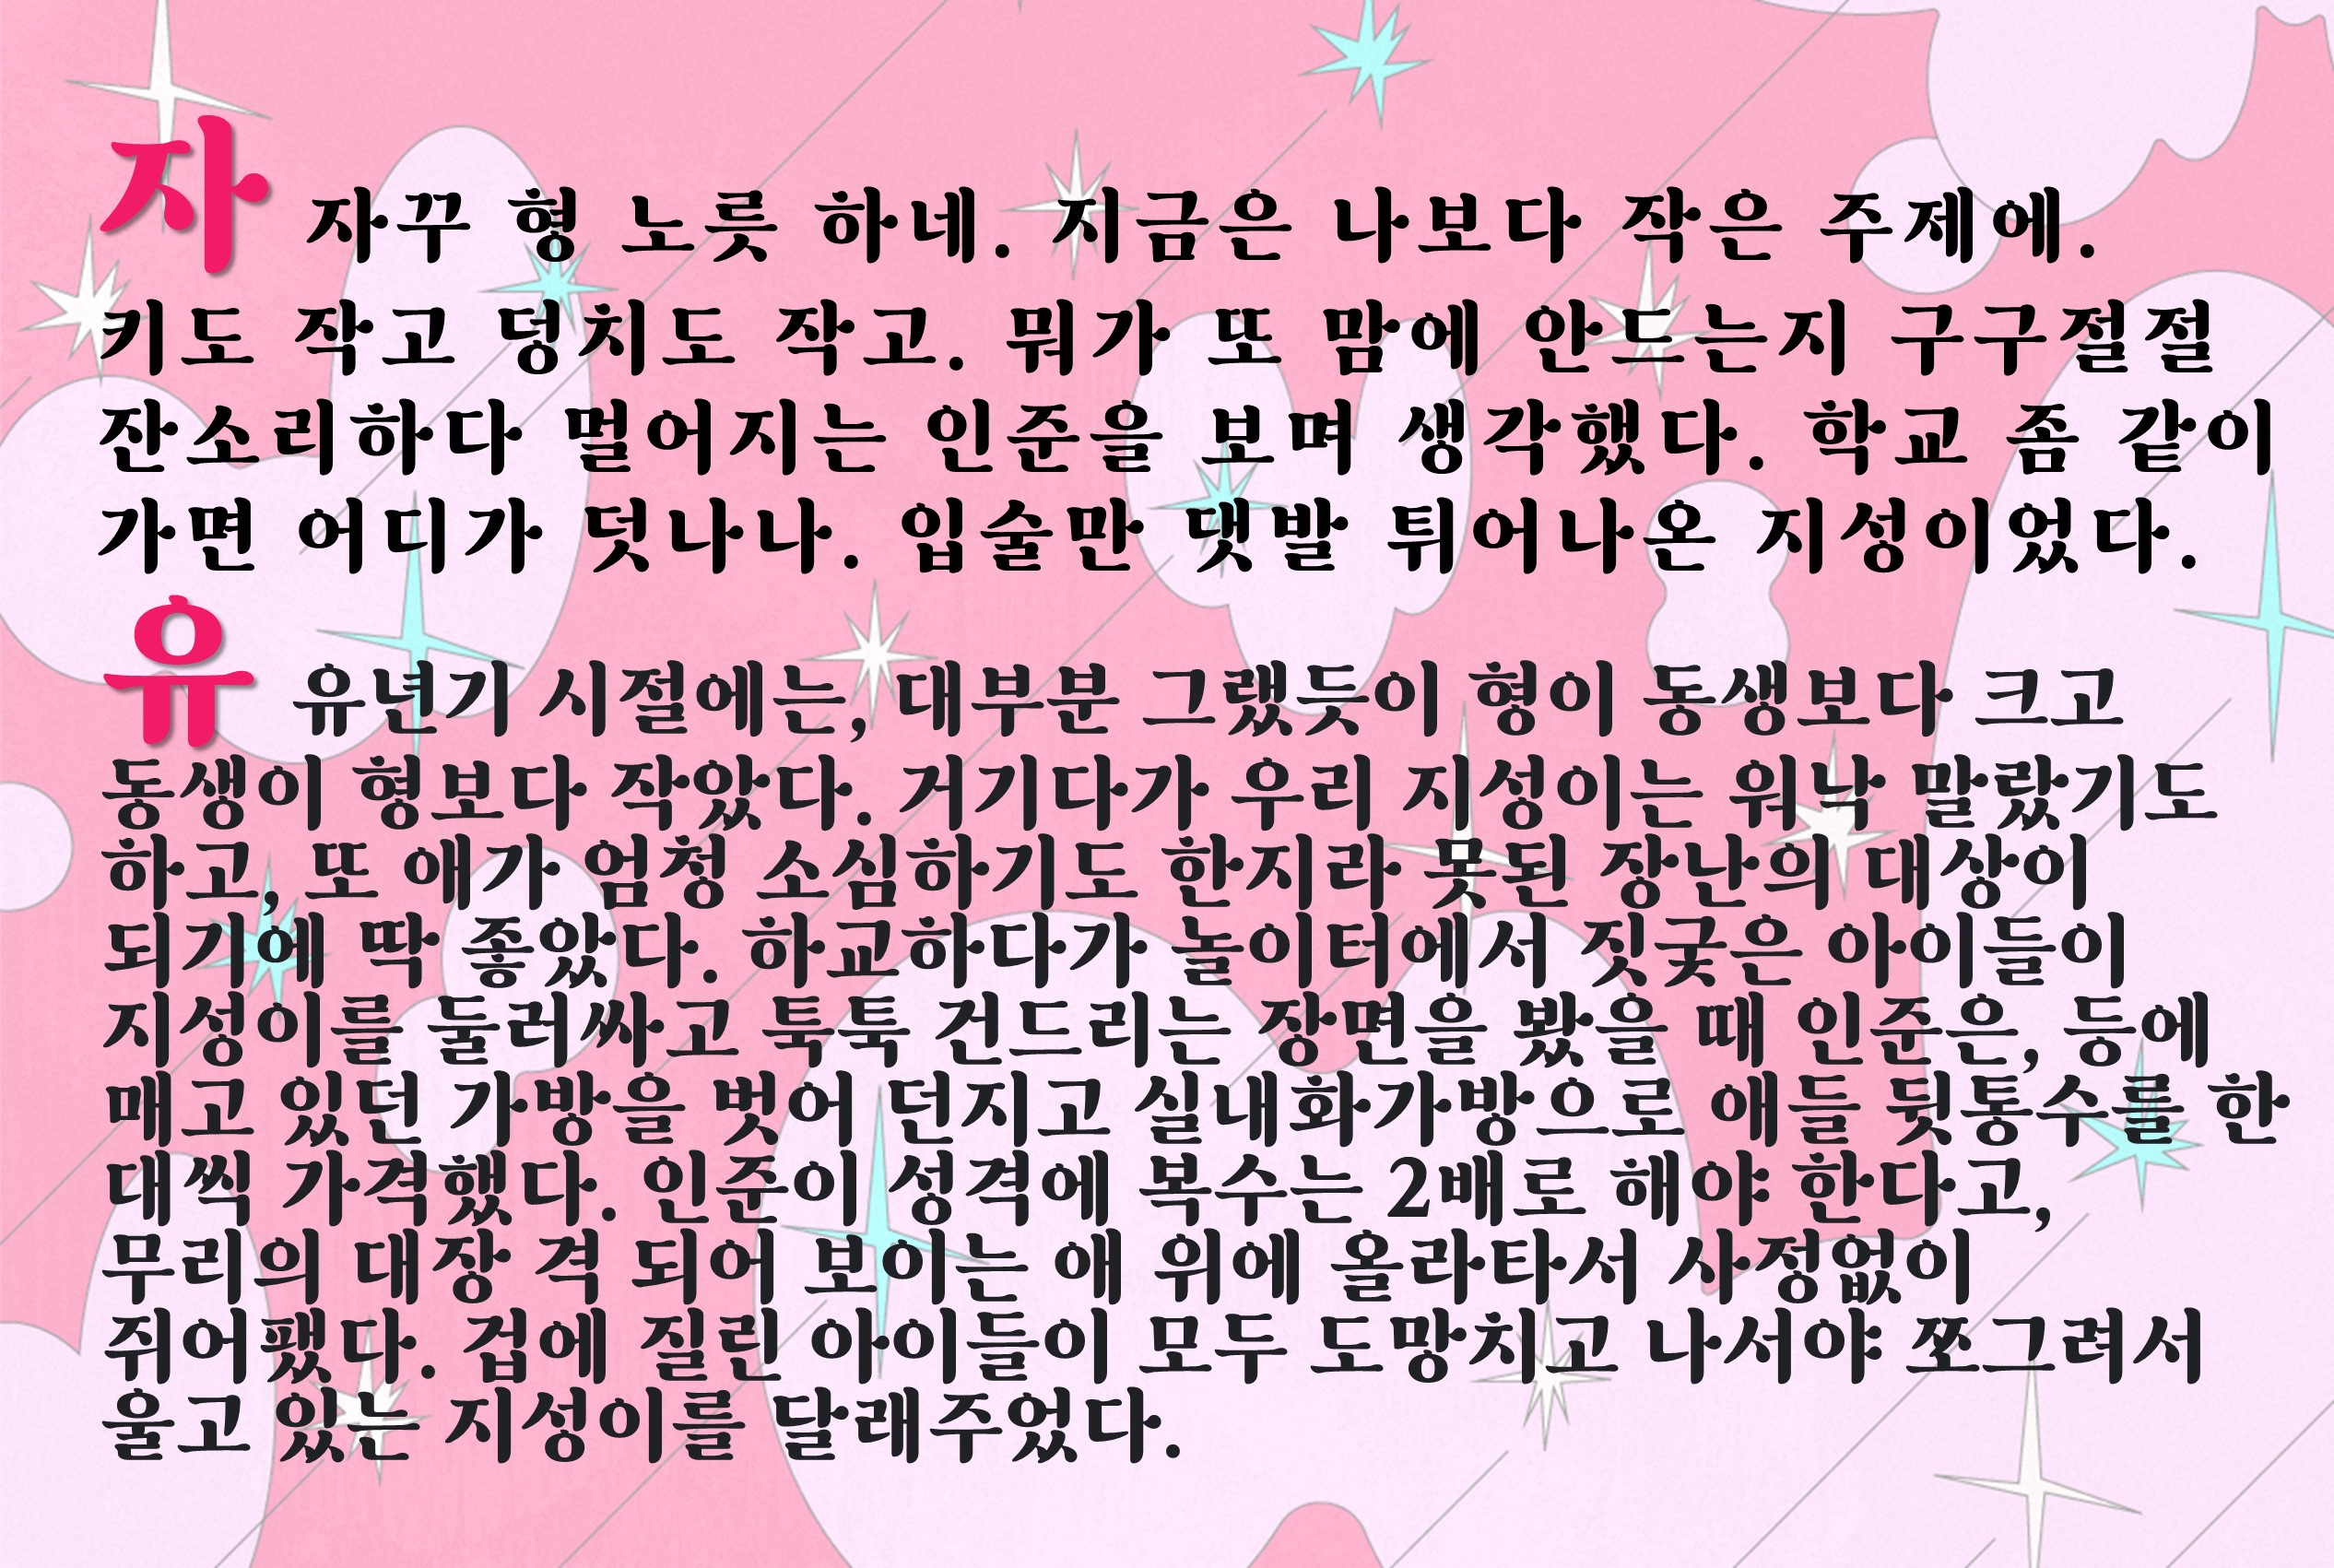 자
자꾸 형 노릇 하네. 지금은 나보다 작은 주제에.
키도 작고 덩치도 작고. 뭐가 또 맘에 안드는지 구구절절
잔소리하다 멀어지는 인준을 보며 생각했다. 학교 좀 같이
가면 어디가 덧나나. 입술만 댓발 튀어나온 지성이었다.
유
유년기 시절에는, 대부분 그랬듯이 형이 동생보다 크고
동생이 형보다 작았다. 거기다가 우리 지성이는 워낙 말랐기도
하고, 또 애가 엄청 소심하기도 한지라 못된 장난의 대상이
되기에 딱 좋았다. 하교하다가 놀이터에서 짓궂은 아이들이
지성이를 둘러싸고 툭툭 건드리는 장면을 봤을 때 인준은, 등에
매고 있던 가방을 벗어 던지고 실내화가방으로 애들 뒷통수를 한
대씩 가격했다. 인준이 성격에 복수는 2배로 해야 한다고,
무리의 대장 격 되어 보이는 애 위에 올라타서 사정없이
쥐어팼다. 겁에 질린 아이들이 모두 도망치고 나서야 쪼그려서
울고 있는 지성이를 달래주었다.